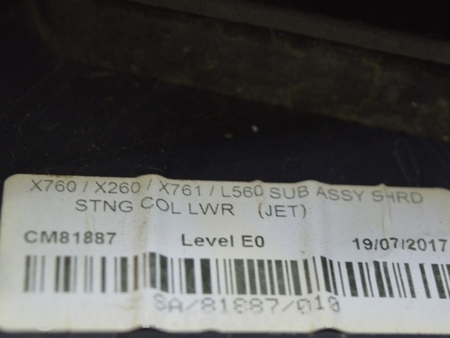 X760 / X260 / X761 / L560 SUB ASSY SHRD
STNG COL LWR (JET)
CM81887 Level E0 19/07/2017
SA/81887/010